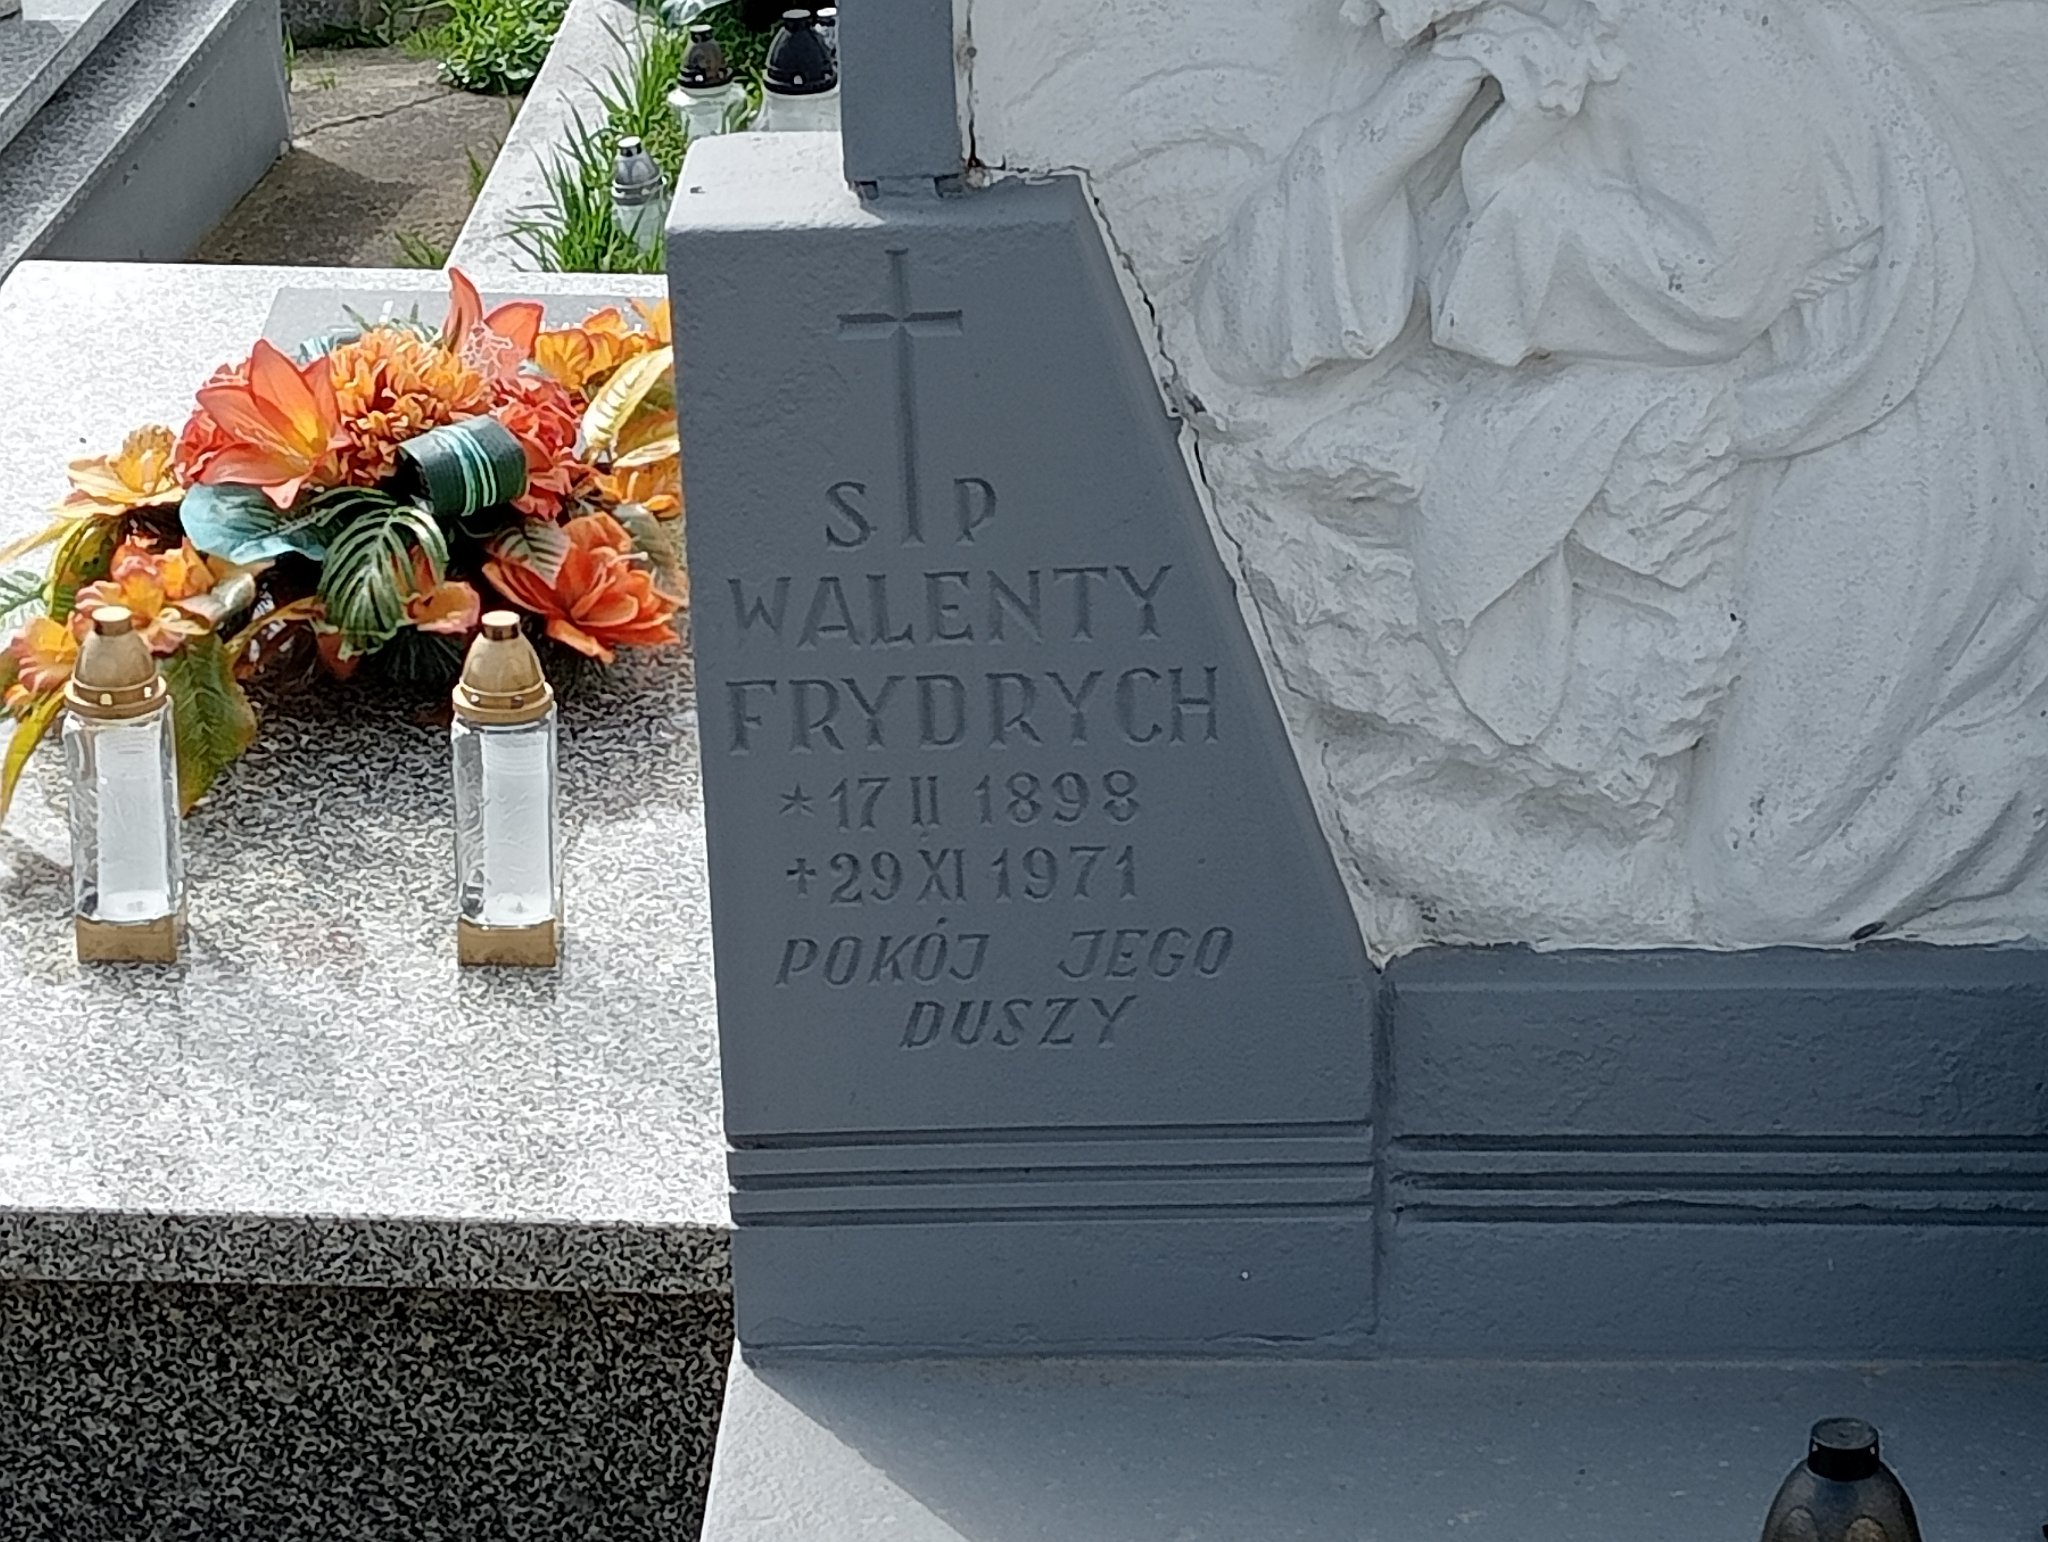 S P
WALENTY
FRYDRYCH
* 17 II 1898
+ 29 XI 1971
POKÓJ JEGO
DUSZY